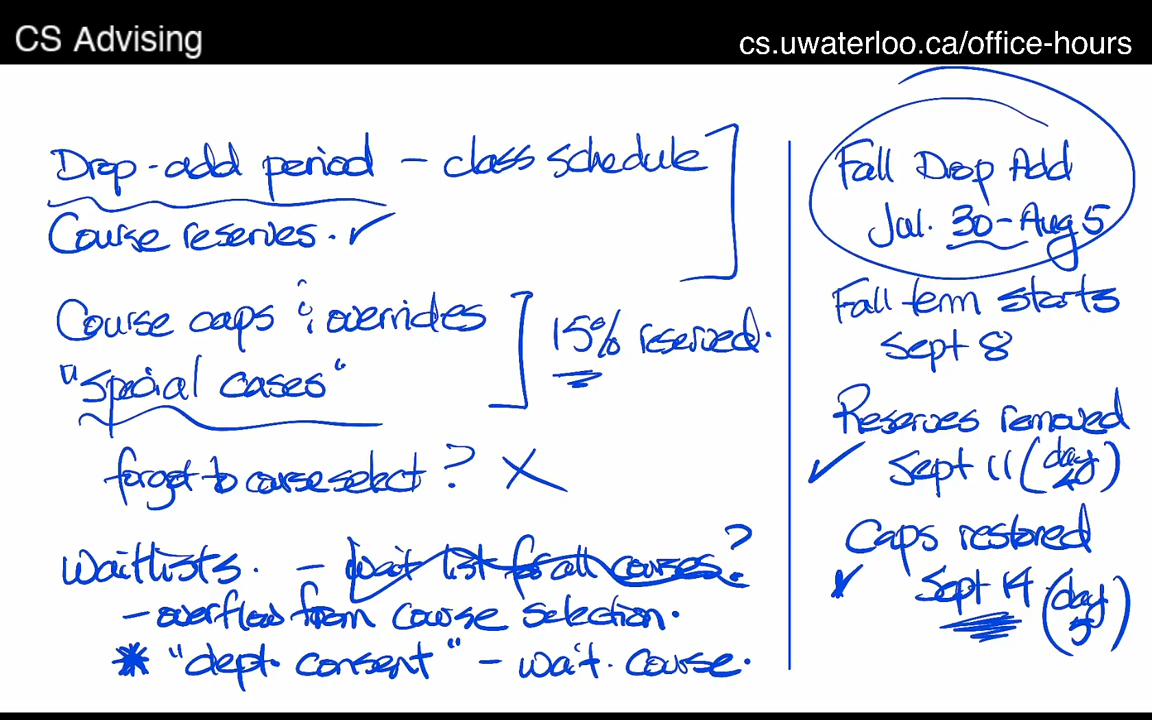 CS Advising
cs.uwaterloo.ca/office-hours
Drop-add period - class schedule
Course reserves. ✓
Course caps & overrides
"special cases"
15% reserved.
forget to course select? X
Waitlists. - wait list for all courses?
- overflow from course selection.
* "dept. consent" - wait. course.
Fall Drop Add
Jul. 30-Aug 5
Fall term starts
Sept 8
Reserves removed
✓ Sept 11 (day 4)
Caps restored
✓ Sept 14 (day 5)